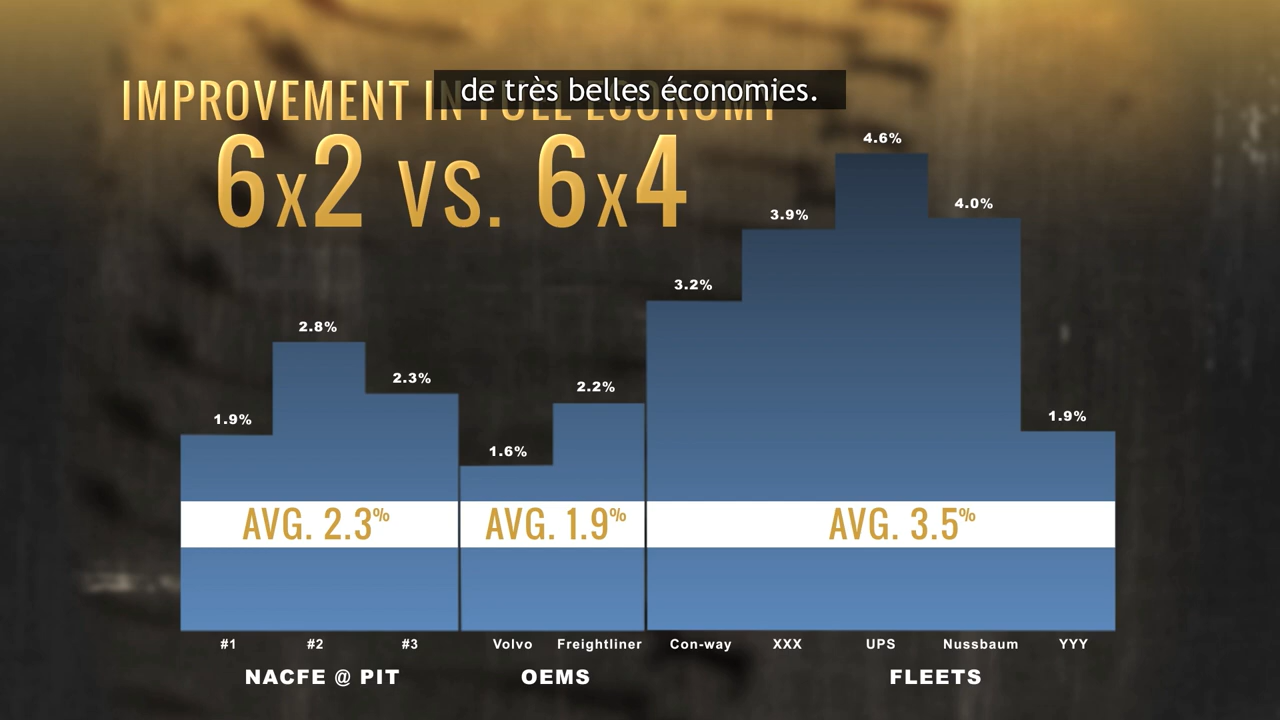 de très belles économies.
IMPROVEMENT IN FUEL ECONOMY
6x2 VS. 6x4
4.6%
4.0%
3.9%
3.2%
2.8%
2.3%
2.2%
1.9%
1.9%
1.6%
AVG. 2.3% AVG. 1.9% AVG. 3.5%
#1 #2 #3 Volvo Freightliner Con-way XXX UPS Nussbaum YYY
NACFE @ PIT OEMS FLEETS